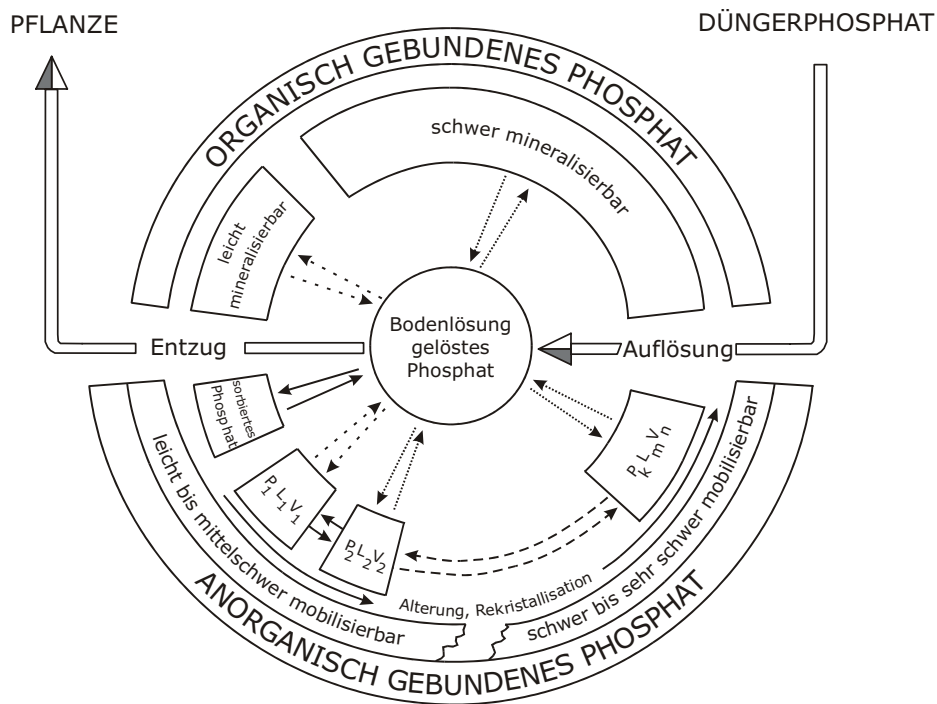 PFLANZE
DÜNGERPHOSPHAT
ORGANISCH GEBUNDENES PHOSPHAT
schwer mineralisierbar
leicht
mineralisierbar
Bodenlösung
gelöstes
Phosphat
Entzug
Auflösung
sorbiertes
Phosphat
P1L1V1
P2L2V2
PkLmVn
Alterung, Rekristallisation
leicht bis mittelschwer mobilisierbar
schwer bis sehr schwer mobilisierbar
ANORGANISCH GEBUNDENES PHOSPHAT